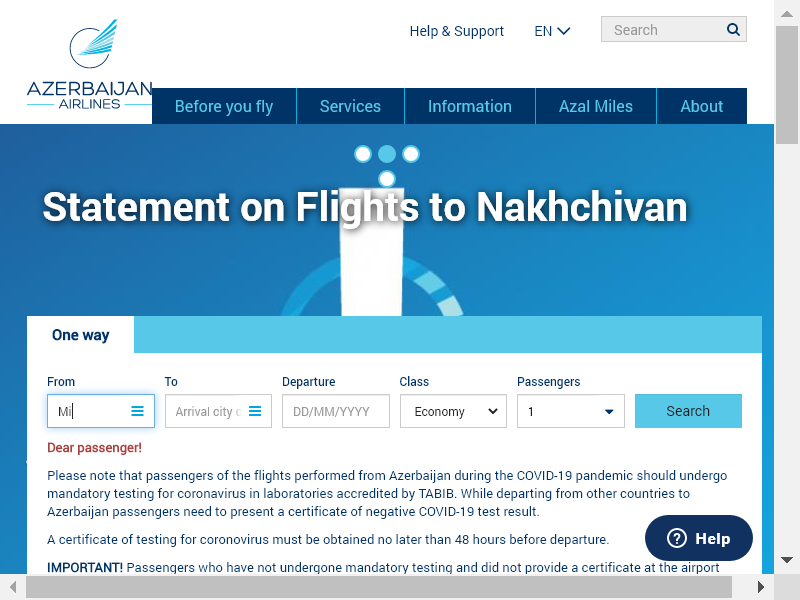 Help & Support
EN
Search
AZERBAIJAN
AIRLINES
Before you fly
Services
Information
Azal Miles
About
Statement on Flights to Nakhchivan
One way
From
To
Departure
Class
Passengers
Mi
Arrival city
DD/MM/YYYY
Economy
1
Search
Dear passenger!
Please note that passengers of the flights performed from Azerbaijan during the COVID-19 pandemic should undergo
mandatory testing for coronavirus in laboratories accredited by TABIB. While departing from other countries to
Azerbaijan passengers need to present a certificate of negative COVID-19 test result.
A certificate of testing for coronovirus must be obtained no later than 48 hours before departure.
Help
IMPORTANT! Passengers who have not undergone mandatory testing and did not provide a certificate at the airport